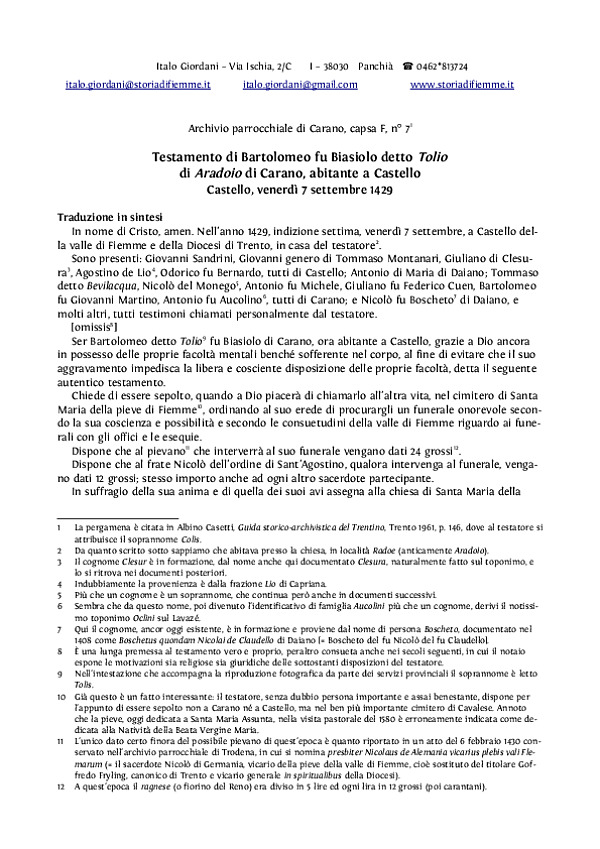 Italo Giordani – Via Ischia, 2/C I – 38030 Panchià ☎ 0462*813724
italo.giordani@storiadifiemme.it italo.giordani@gmail.com www.storiadifiemme.it
Archivio parrocchiale di Carano, capsa F, n° 7¹
Testamento di Bartolomeo fu Biasiolo detto Tolio
di Aradoio di Carano, abitante a Castello
Castello, venerdì 7 settembre 1429
Traduzione in sintesi
In nome di Cristo, amen. Nell'anno 1429, indizione settima, venerdì 7 settembre, a Castello del-
la valle di Fiemme e della Diocesi di Trento, in casa del testatore².
Sono presenti: Giovanni Sandrini, Giovanni genero di Tommaso Montanari, Giuliano di Clesu-
ra³, Agostino de Lio⁴, Odorico fu Bernardo, tutti di Castello; Antonio di Maria di Daiano; Tommaso
detto Bevilacqua, Nicolò del Monego⁵, Antonio fu Michele, Giuliano fu Federico Cuen, Bartolomeo
fu Giovanni Martino, Antonio fu Aucolino⁶, tutti di Carano; e Nicolò fu Boscheto⁷ di Daiano, e
molti altri, tutti testimoni chiamati personalmente dal testatore.
[omissis⁸]
Ser Bartolomeo detto Tolio⁹ fu Biasiolo di Carano, ora abitante a Castello, grazie a Dio ancora
in possesso delle proprie facoltà mentali benché sofferente nel corpo, al fine di evitare che il suo
aggravamento impedisca la libera e cosciente disposizione delle proprie facoltà, detta il seguente
autentico testamento.
Chiede di essere sepolto, quando a Dio piacerà di chiamarlo all'altra vita, nel cimitero di Santa
Maria della pieve di Fiemme¹⁰, ordinando al suo erede di procurargli un funerale onorevole secon-
do la sua coscienza e possibilità e secondo le consuetudini della valle di Fiemme riguardo ai fune-
rali con gli offici e le esequie.
Dispone che al pievano¹¹ che interverrà al suo funerale vengano dati 24 grossi¹².
Dispone che al frate Nicolò dell'ordine di Sant'Agostino, qualora intervenga al funerale, venga-
no dati 12 grossi; stesso importo anche ad ogni altro sacerdote partecipante.
In suffragio della sua anima e di quella dei suoi avi assegna alla chiesa di Santa Maria della
1 La pergamena è citata in Albino Casetti, Guida storico-archivistica del Trentino, Trento 1961, p. 146, dove al testatore si
attribuisce il soprannome Colis.
2 Da quanto scritto sotto sappiamo che abitava presso la chiesa, in località Radoe (anticamente Aradoio).
3 Il cognome Clesur è in formazione, dal nome anche qui documentato Clesura, naturalmente fatto sul toponimo, e
lo si ritrova nei documenti posteriori.
4 Indubbiamente la provenienza è dalla frazione Lio di Capriana.
5 Più che un cognome è un soprannome, che continua però anche in documenti successivi.
6 Sembra che da questo nome, poi divenuto l'identificativo di famiglia Aucolini più che un cognome, derivi il notissi-
mo toponimo Oclini sul Lavazé.
7 Qui il cognome, ancor oggi esistente, è in formazione e proviene dal nome di persona Boscheto, documentato nel
1408 come Boschetus quondam Nicolai de Claudello di Daiano [= Boscheto del fu Nicolò del fu Claudello].
8 È una lunga premessa al testamento vero e proprio, peraltro consueta anche nei secoli seguenti, in cui il notaio
espone le motivazioni sia religiose sia giuridiche delle sottostanti disposizioni del testatore.
9 Nell'intestazione che accompagna la riproduzione fotografica da parte dei servizi provinciali il soprannome è letto
Tolis.
10 Già questo è un fatto interessante: il testatore, senza dubbio persona importante e assai benestante, dispone per
l'appunto di essere sepolto non a Carano né a Castello, ma nel ben più importante cimitero di Cavalese. Annoto
che la pieve, oggi dedicata a Santa Maria Assunta, nella visita pastorale del 1580 è erroneamente indicata come de-
dicata alla Natività della Beata Vergine Maria.
11 L'unico dato certo finora del possibile pievano di quest'epoca è quanto riportato in un atto del 6 febbraio 1430 con-
servato nell'archivio parrocchiale di Trodena, in cui si nomina presbiter Nicolaus de Alemania vicarius plebis vali Fle-
marum (= il sacerdote Nicolò di Germania, vicario della pieve della valle di Fiemme, cioè sostituto del titolare Gof-
fredo Fryling, canonico di Trento e vicario generale in spiritualibus della Diocesi).
12 A quest'epoca il ragnese (o fiorino del Reno) era diviso in 5 lire ed ogni lira in 12 grossi (poi carantani).